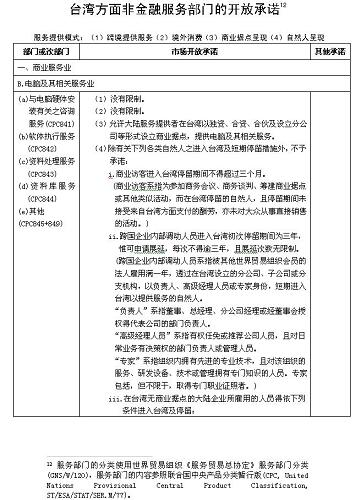 台湾方面非金融服务部门的开放承诺¹²
服务提供模式：（1）跨境提供服务（2）境外消费（3）商业据点呈现（4）自然人呈现
部门或次部门
市场开放承诺
其他承诺
一、商业服务业
B.电脑及其相关服务业
(a)与电脑硬体安
装有关之咨询
服务(CPC841)
(b)软体执行服务
(CPC842)
(c)资料处理服务
(CPC843)
(d)资料库服务
(CPC844)
(e)其他
(CPC845+849)
（1）没有限制。
（2）没有限制。
（3）允许大陆服务提供者在台湾以独资、合资、合伙及设立分公
司等形式设立商业据点，提供电脑及其相关服务。
（4）除有关下列各类自然人之进入台湾及短期停留措施外，不予
承诺：
i.商业访客进入台湾停留期间不得超过三个月。
(商业访客系指为参加商务会议、商务谈判、筹建商业据点
或其他类似活动，而在台湾停留的自然人，且停留期间未
接受来自台湾方面支付的酬劳，亦未对大众从事直接销售
的活动。)
ii.跨国企业内部调动人员进入台湾初次停留期间为三年，
惟可申请展延，每次不得逾三年，且展延次数无限制。
(跨国企业内部调动人员系指被其他世界贸易组织会员的
法人雇用满一年，透过在台湾设立的分公司、子公司或分
支机构，以负责人、高级经理人员或专家身份，短期进入
台湾以提供服务的自然人。
“负责人”系指董事、总经理、分公司经理或经董事会授
权得代表公司的部门负责人。
“高级经理人员”系指有权任免或推荐公司人员，且对日
常业务有决策权的部门负责人或管理人员。
“专家”系指组织内拥有先进的专业技术，且对该组织的
服务、研发设备、技术或管理拥有专门知识的人员。专家
包括，但不限于，取得专门职业证照者。)
iii.在台湾无商业据点的大陆企业所雇用的人员得依下列
条件进入台湾及停留：
¹² 服务部门的分类使用世界贸易组织《服务贸易总协定》服务部门分类
(GNS/W/120)，服务部门的内容参照联合国中央产品分类暂行版(CPC, United
Nations Provisional Central Product Classification,
ST/ESA/STAT/SER.M/77)。